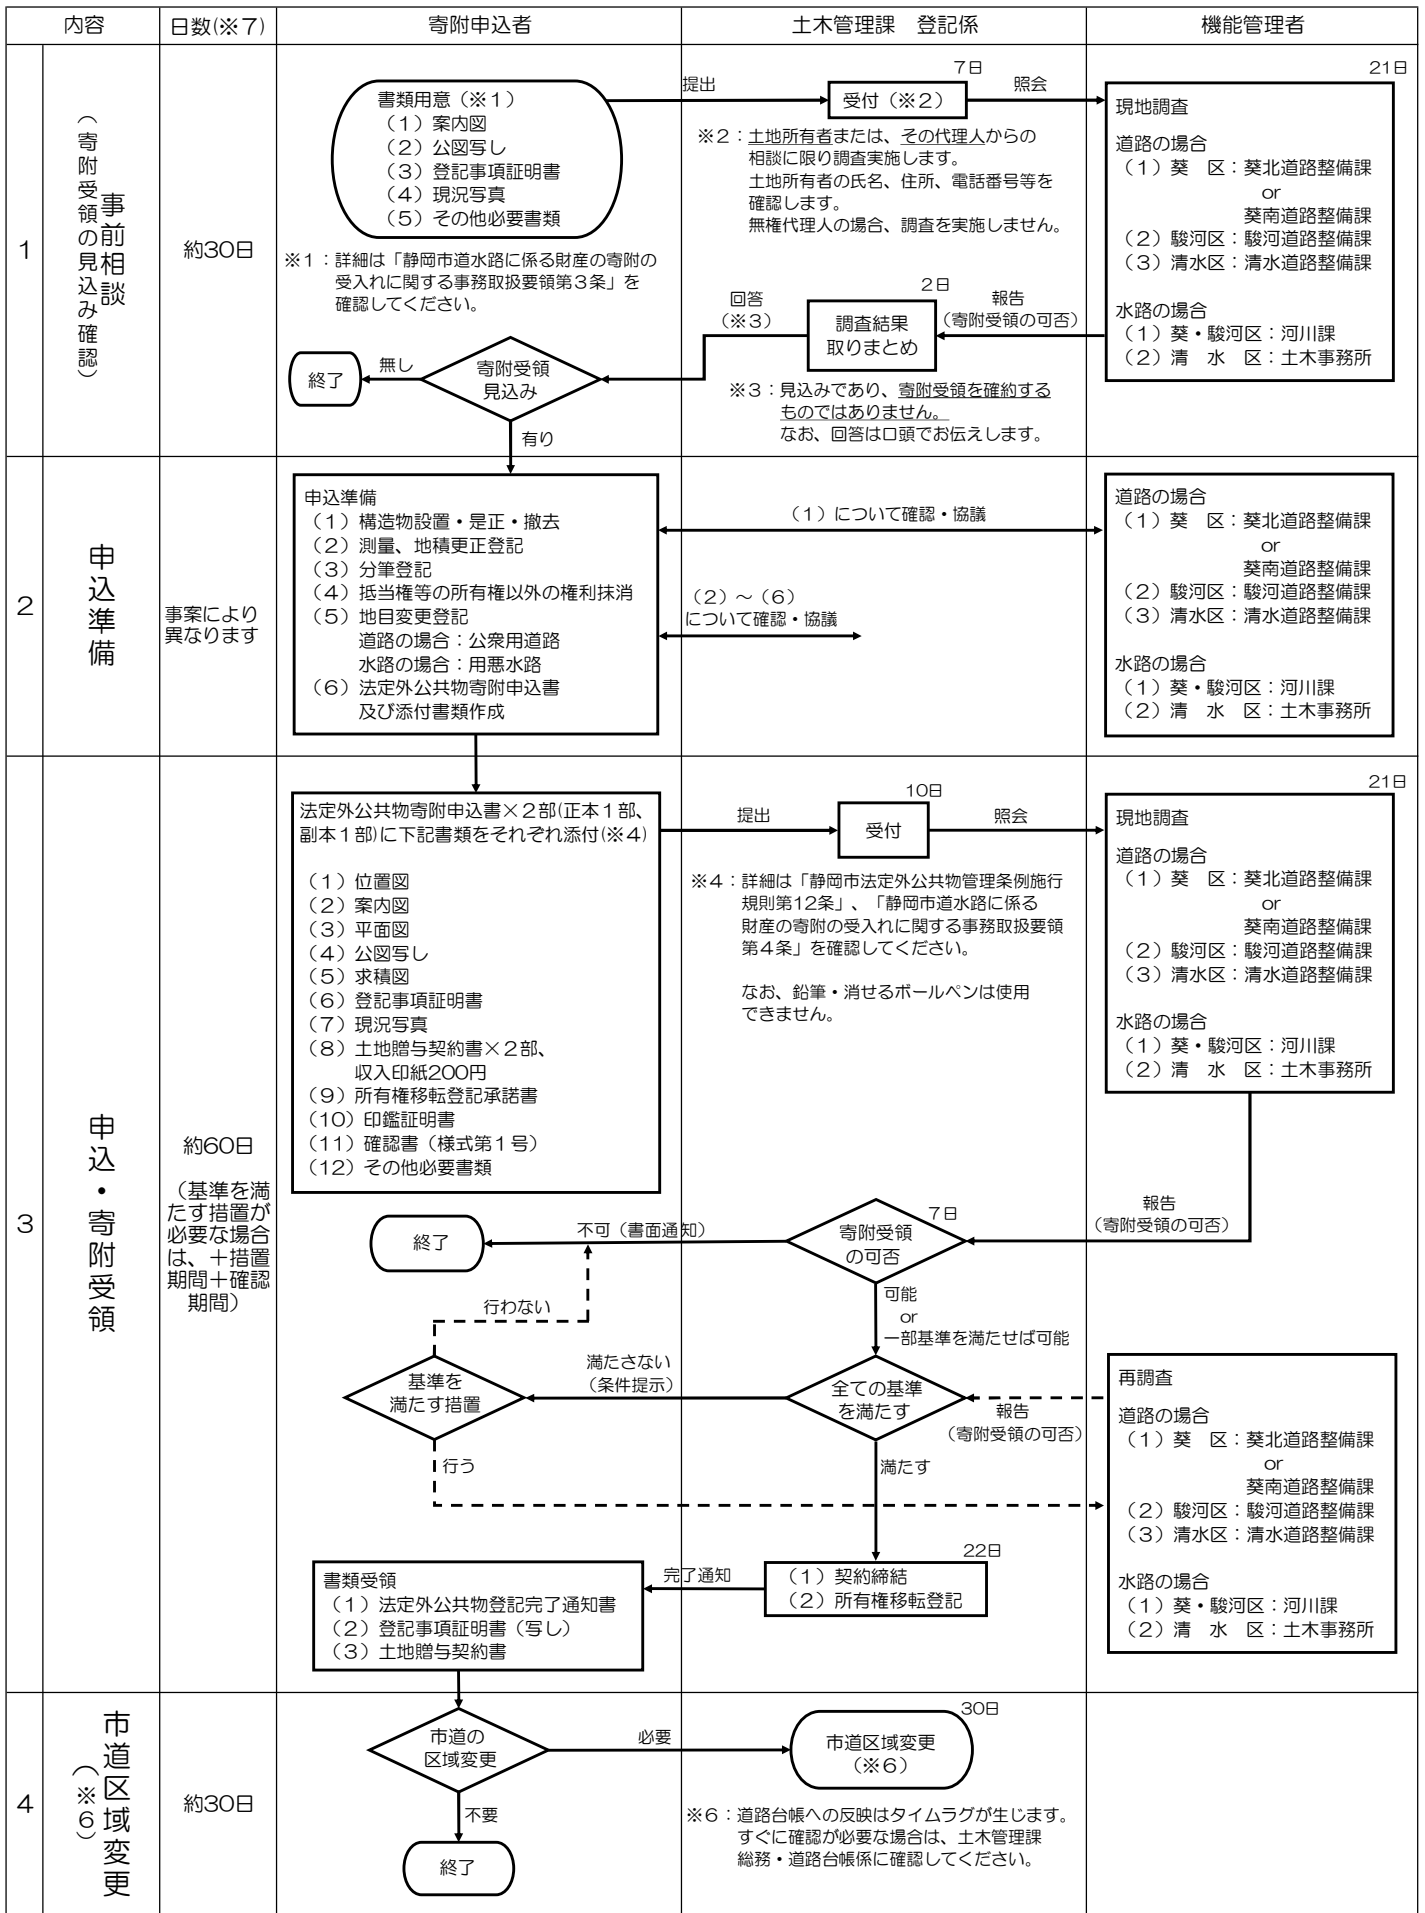 内容
日数(※7)
寄附申込者
土木管理課　登記係
機能管理者
1
事前相談
（寄附受領の見込み確認）
約30日
書類用意（※1）
（1）案内図
（2）公図写し
（3）登記事項証明書
（4）現況写真
（5）その他必要書類
※1：詳細は「静岡市道水路に係る財産の寄附の
受入れに関する事務取扱要領第3条」を
確認してください。
提出
7日
受付（※2）
照会
※2：土地所有者または、その代理人からの
相談に限り調査実施します。
土地所有者の氏名、住所、電話番号等を
確認します。
無権代理人の場合、調査を実施しません。
21日
現地調査
道路の場合
（1）葵　区：葵北道路整備課
or
葵南道路整備課
（2）駿河区：駿河道路整備課
（3）清水区：清水道路整備課
水路の場合
（1）葵・駿河区：河川課
（2）清　水　区：土木事務所
報告
（寄附受領の可否）
2日
調査結果
取りまとめ
回答
（※3）
※3：見込みであり、寄附受領を確約する
ものではありません。
なお、回答は口頭でお伝えします。
寄附受領
見込み
無し
終了
有り
2
申込準備
事案により
異なります
申込準備
（1）構造物設置・是正・撤去
（2）測量、地積更正登記
（3）分筆登記
（4）抵当権等の所有権以外の権利抹消
（5）地目変更登記
道路の場合：公衆用道路
水路の場合：用悪水路
（6）法定外公共物寄附申込書
及び添付書類作成
（1）について確認・協議
（2）～（6）
について確認・協議
道路の場合
（1）葵　区：葵北道路整備課
or
葵南道路整備課
（2）駿河区：駿河道路整備課
（3）清水区：清水道路整備課
水路の場合
（1）葵・駿河区：河川課
（2）清　水　区：土木事務所
3
申込・寄附受領
約60日
（基準を満
たす措置が
必要な場合
は、＋措置
期間＋確認
期間）
法定外公共物寄附申込書×2部(正本1部、
副本1部)に下記書類をそれぞれ添付(※4)
（1）位置図
（2）案内図
（3）平面図
（4）公図写し
（5）求積図
（6）登記事項証明書
（7）現況写真
（8）土地贈与契約書×2部、
収入印紙200円
（9）所有権移転登記承諾書
（10）印鑑証明書
（11）確認書（様式第1号）
（12）その他必要書類
提出
10日
受付
照会
※4：詳細は「静岡市法定外公共物管理条例施行
規則第12条」、「静岡市道水路に係る
財産の寄附の受入れに関する事務取扱要領
第4条」を確認してください。
なお、鉛筆・消せるボールペンは使用
できません。
21日
現地調査
道路の場合
（1）葵　区：葵北道路整備課
or
葵南道路整備課
（2）駿河区：駿河道路整備課
（3）清水区：清水道路整備課
水路の場合
（1）葵・駿河区：河川課
（2）清　水　区：土木事務所
報告
（寄附受領の可否）
7日
寄附受領
の可否
不可（書面通知）
終了
可能
or
一部基準を満たせば可能
行わない
満たさない
（条件提示）
基準を
満たす措置
全ての基準
を満たす
報告
（寄附受領の可否）
行う
満たす
再調査
道路の場合
（1）葵　区：葵北道路整備課
or
葵南道路整備課
（2）駿河区：駿河道路整備課
（3）清水区：清水道路整備課
水路の場合
（1）葵・駿河区：河川課
（2）清　水　区：土木事務所
22日
（1）契約締結
（2）所有権移転登記
完了通知
書類受領
（1）法定外公共物登記完了通知書
（2）登記事項証明書（写し）
（3）土地贈与契約書
4
市道区域変更
（※6）
約30日
市道の
区域変更
必要
30日
市道区域変更
（※6）
不要
終了
※6：道路台帳への反映はタイムラグが生じます。
すぐに確認が必要な場合は、土木管理課
総務・道路台帳係に確認してください。